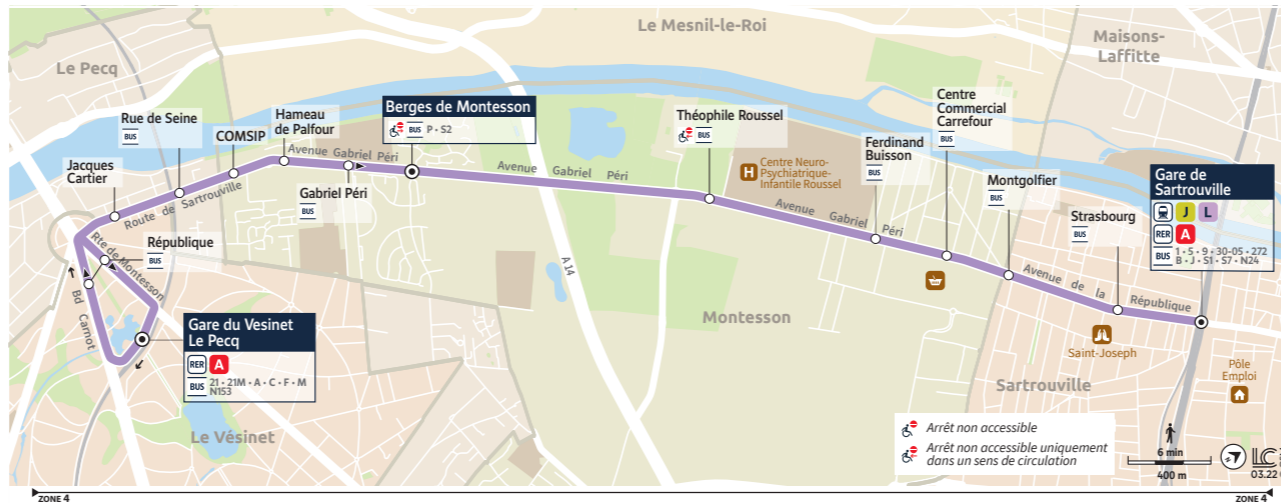 Le Mesnil-le-Roi
Maisons-
Laffitte
Le Pecq
Rue de Seine
BUS
COMSIP
Hameau
de Palfour
Berges de Montesson
BUS P • S2
Théophile Roussel
BUS
Centre
Commercial
Carrefour
BUS
Ferdinand
Buisson
BUS
Jacques
Cartier
Avenue Gabriel Péri
Avenue Gabriel Péri
Avenue Gabriel Péri
Route de Sartrouville
Gabriel Péri
BUS
H
Centre Neuro-
Psychiatrique-
Infantile Roussel
Montgolfier
BUS
Strasbourg
BUS
Gare de
Sartrouville
J L
RER A
BUS 1 • 5 • 9 • 30-05 • 272
B • J • S1 • S7 • N24
République
BUS
Rte de Montesson
Bd Carnot
A14
Avenue de la République
Gare du Vesinet
Le Pecq
RER A
BUS 21 • 21M • A • C • F • M
N153
Montesson
Saint-Joseph
Sartrouville
Pôle
Emploi
Le Vésinet
Arrêt non accessible
Arrêt non accessible uniquement
dans un sens de circulation
6 min
400 m
LC
03.22
ZONE 4
ZONE 4